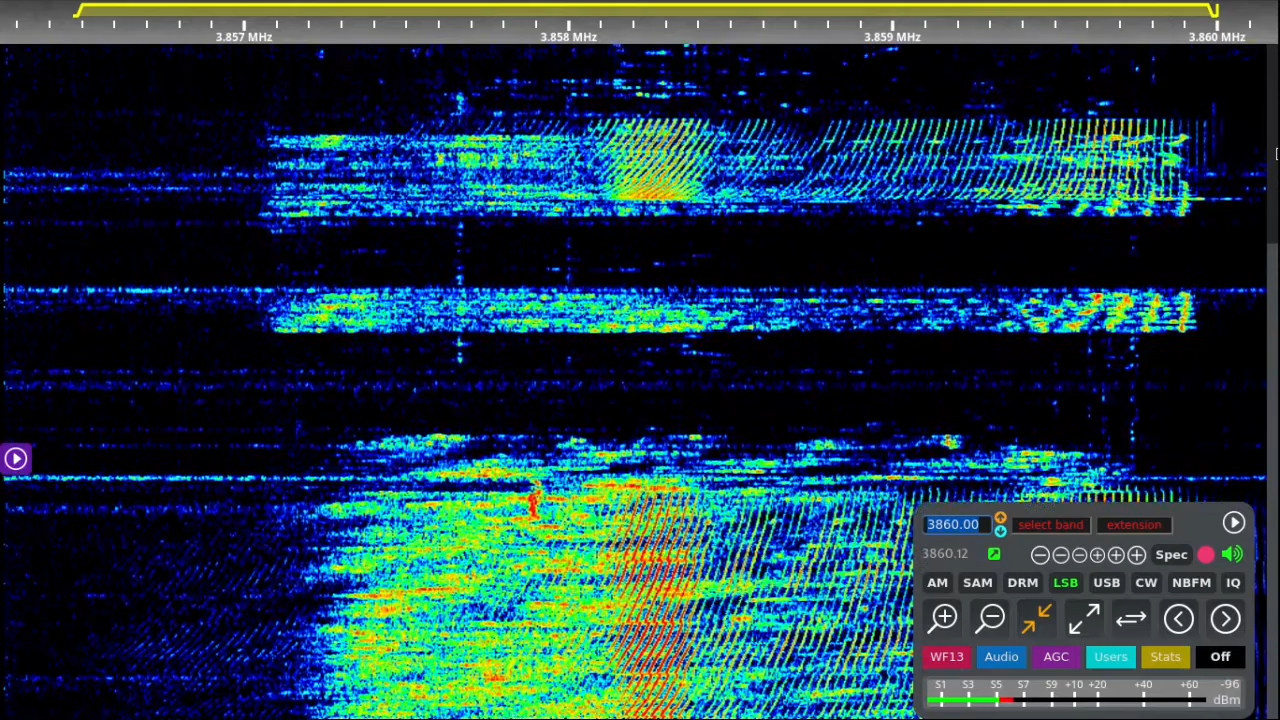 3.857 MHz 3.858 MHz 3.859 MHz 3.860 MHz
3860.00 select band extension
3860.12 Spec
AM SAM DRM LSB USB CW NBFM IQ
WF13 Audio AGC Users Stats Off
S1 S3 S5 S7 S9 +10 +20 +40 +60 -96
dBm